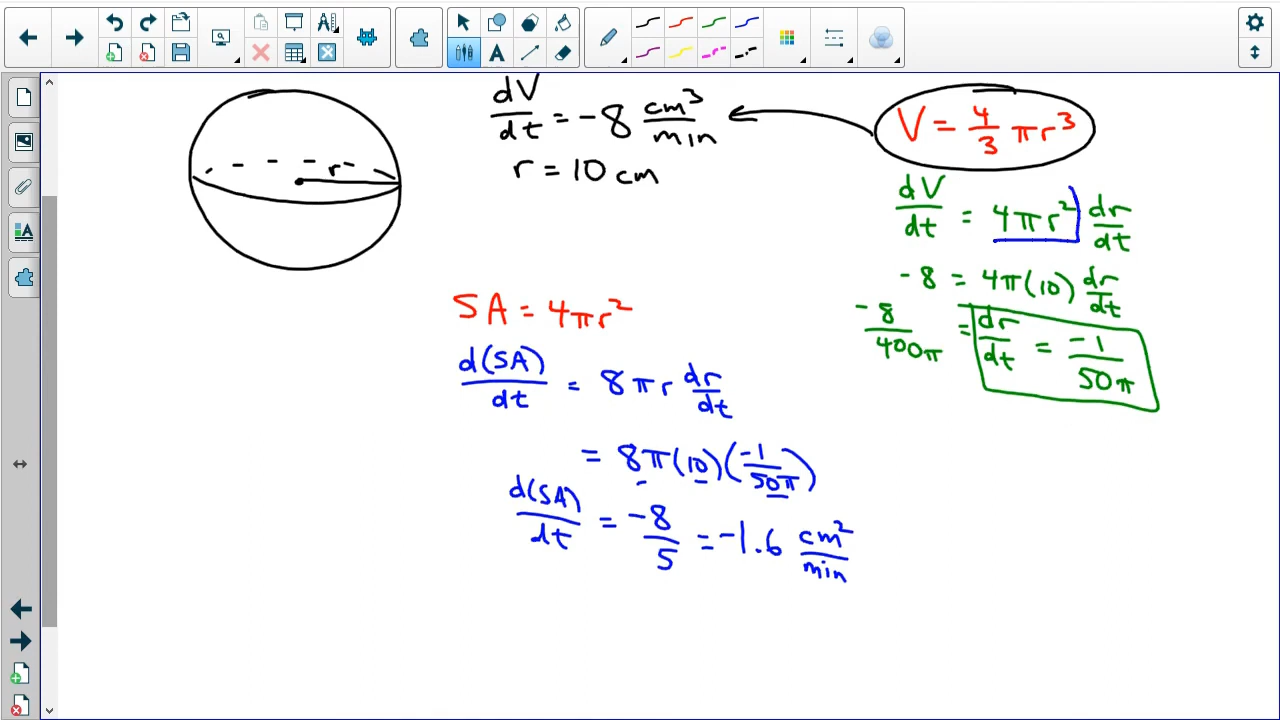 dV/dt = -8 cm³/min
r = 10 cm
r
V = 4/3 πr³
dV/dt = 4πr² dr/dt
-8 = 4π(10) dr/dt
-8/400π = dr/dt = -1/50π
SA = 4πr²
d(SA)/dt = 8πr dr/dt
= 8π(10)(-1/50π)
d(SA)/dt = -8/5 = -1.6 cm²/min